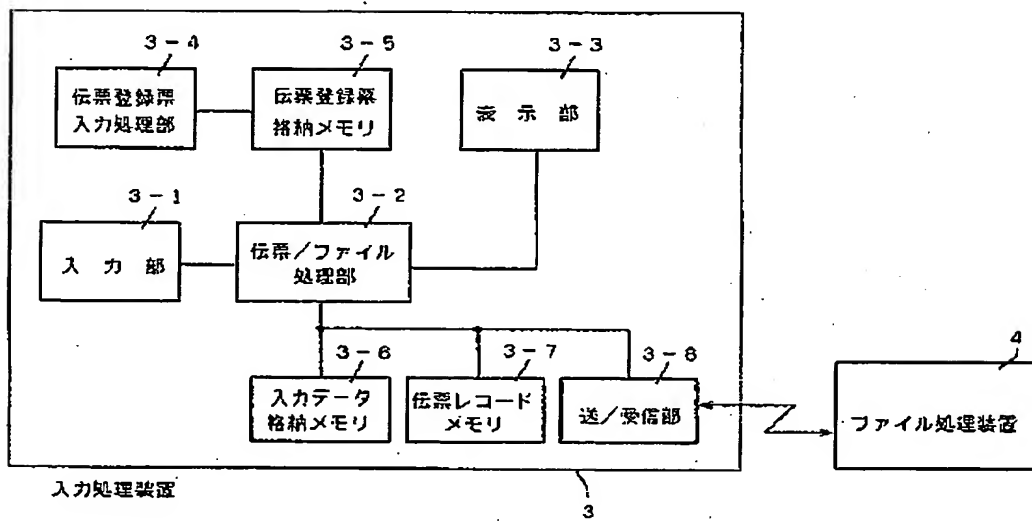 3-4
3-5
3-3
伝票登録票
入力処理部
伝票登録票
格納メモリ
表示部
3-1
3-2
入力部
伝票/ファイル
処理部
3-6
3-7
3-8
4
入力データ
格納メモリ
伝票レコード
メモリ
送/受信部
ファイル処理装置
入力処理装置
3